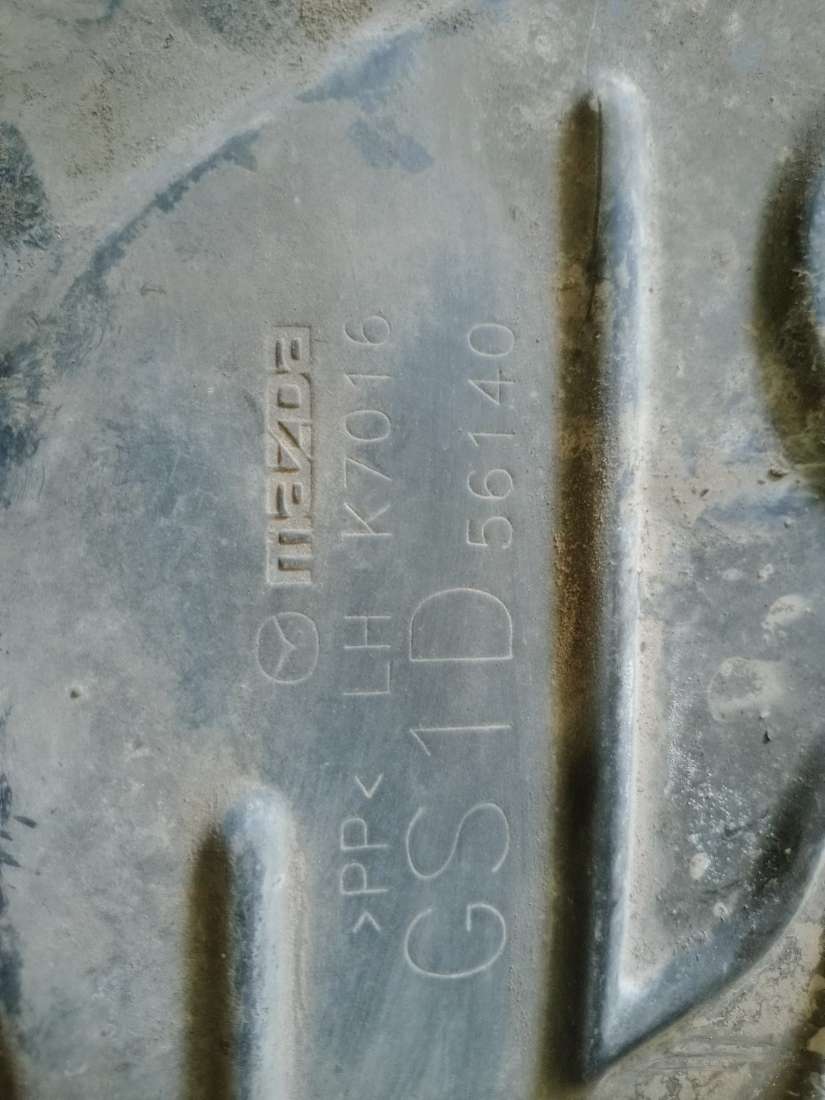 mazda
>PP< LH K7016
GS1D 56140